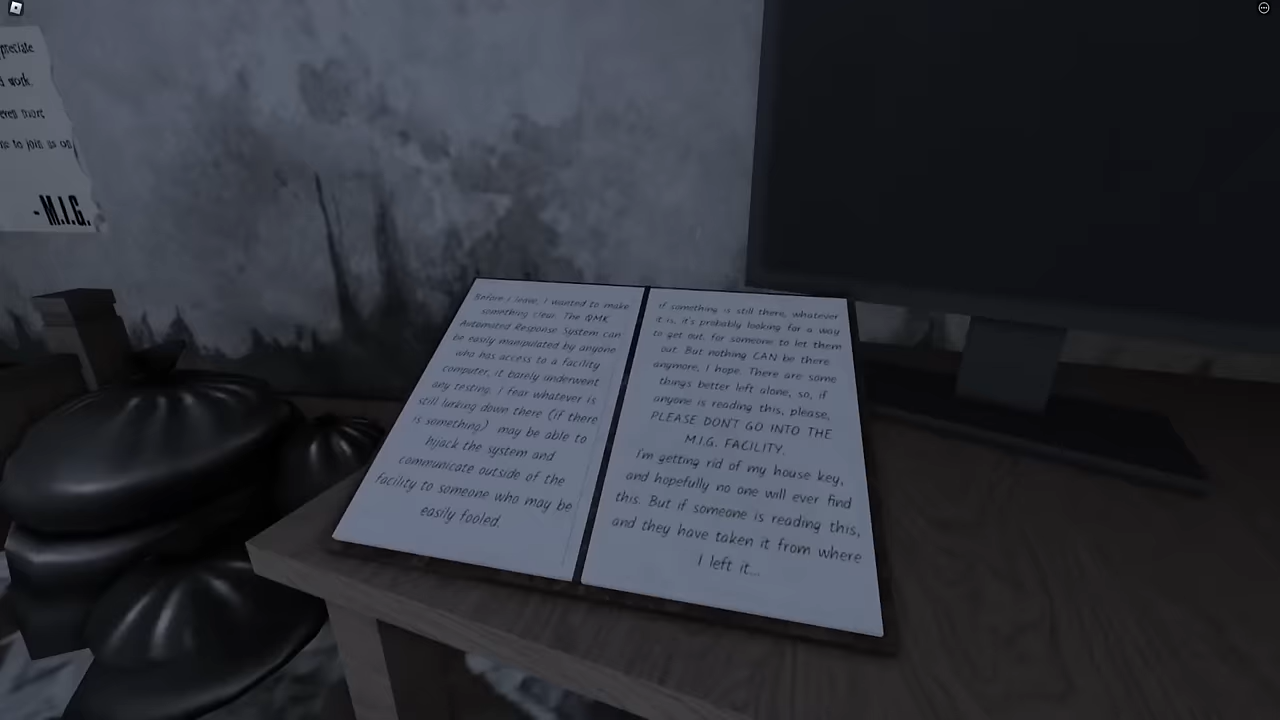 preciate
work.
even more
to join us on
- M.I.G.
Before I leave, I wanted to make
something clear. The QMK
Automated Response System can
be easily manipulated by anyone
who has access to a facility
computer, it barely underwent
any testing. I fear whatever is
still lurking down there (if there
is something) may be able to
hijack the system and
communicate outside of the
facility to someone who may be
easily fooled.
If something is still there, whatever
it is, it's probably looking for a way
to get out, for someone to let them
out. But nothing CAN be there
anymore, I hope. There are some
things better left alone, so, if
anyone is reading this, please,
PLEASE DON'T GO INTO THE
M.I.G. FACILITY.
I'm getting rid of my house key,
and hopefully no one will ever find
this. But if someone is reading this,
and they have taken it from where
I left it...